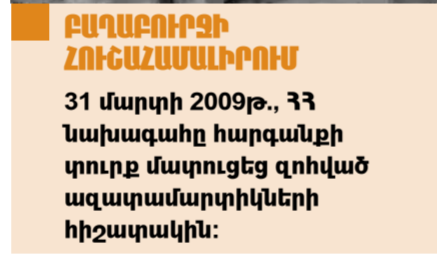 ԲԱՂԱԲՈՒՐՋԻ
ՀՈՒՇԱՀԱՄԱԼԻՐՈՒՄ
31 մարտի 2009թ., ՀՀ
նախագահը հարգանքի
տուրք մատուցեց զոհված
ազատամարտիկների
հիշատակին: